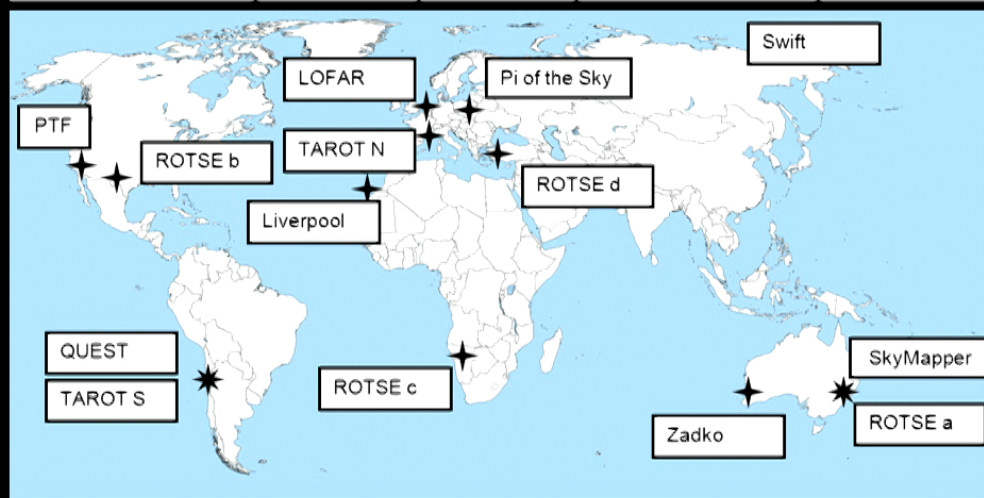 Swift
LOFAR
Pi of the Sky
PTF
ROTSE b
TAROT N
ROTSE d
Liverpool
QUEST
SkyMapper
TAROT S
ROTSE c
ROTSE a
Zadko